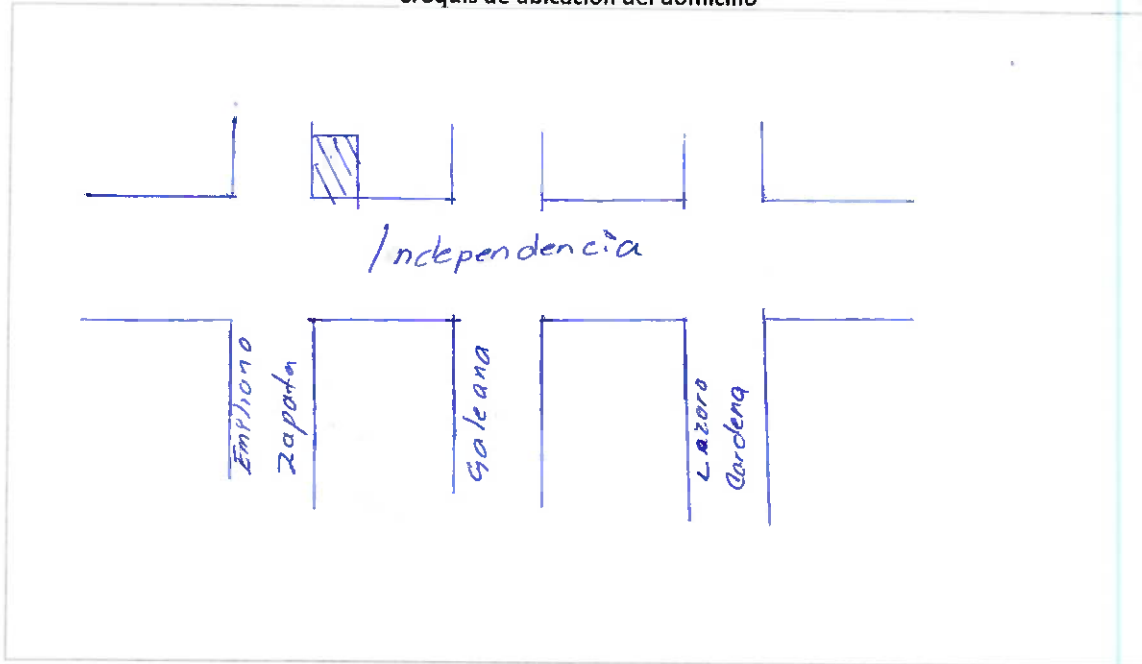 croquis de ubicación del domicilio
Independencia
Emiliano
Zapata
Galeana
Lazaro
Cardena